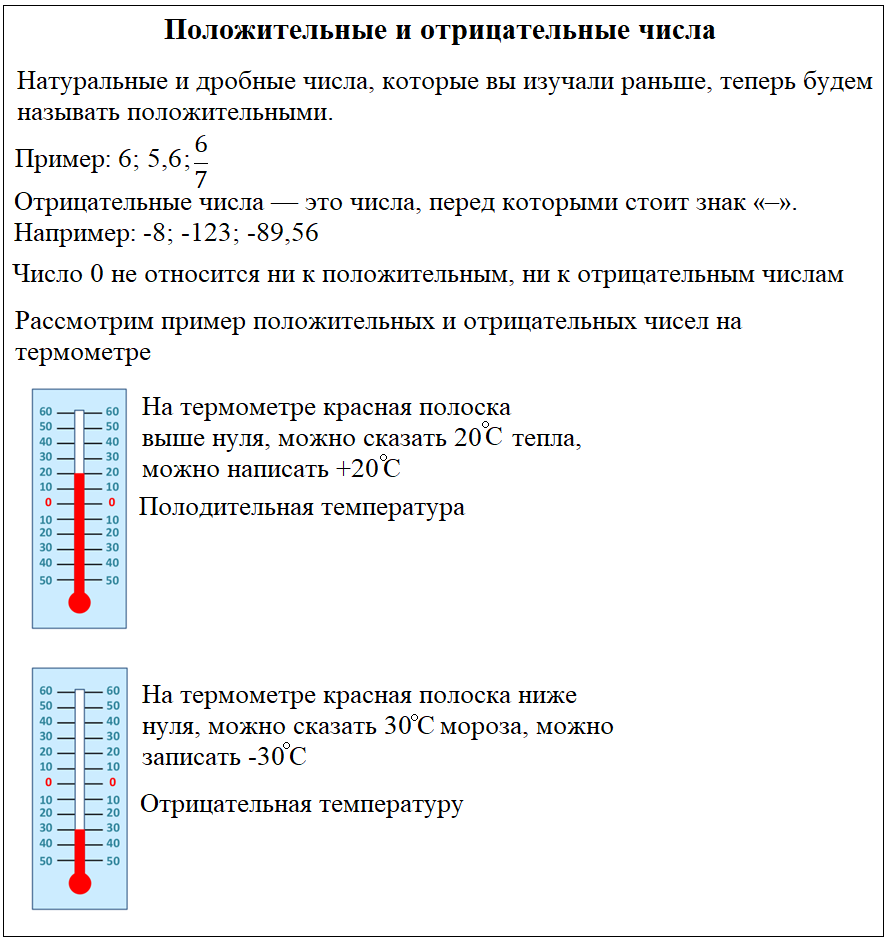 Положительные и отрицательные числа
Натуральные и дробные числа, которые вы изучали раньше, теперь будем
называть положительными.
Пример: 6; 5,6; 6/7
Отрицательные числа — это числа, перед которыми стоит знак «–».
Например: -8; -123; -89,56
Число 0 не относится ни к положительным, ни к отрицательным числам
Рассмотрим пример положительных и отрицательных чисел на
термометре
60 60
50 50
40 40
30 30
20 20
10 10
0 0
10 10
20 20
30 30
40 40
50 50
На термометре красная полоска
выше нуля, можно сказать 20°C тепла,
можно написать +20°C
Полодительная температура
60 60
50 50
40 40
30 30
20 20
10 10
0 0
10 10
20 20
30 30
40 40
50 50
На термометре красная полоска ниже
нуля, можно сказать 30°C мороза, можно
записать -30°C
Отрицательная температуру